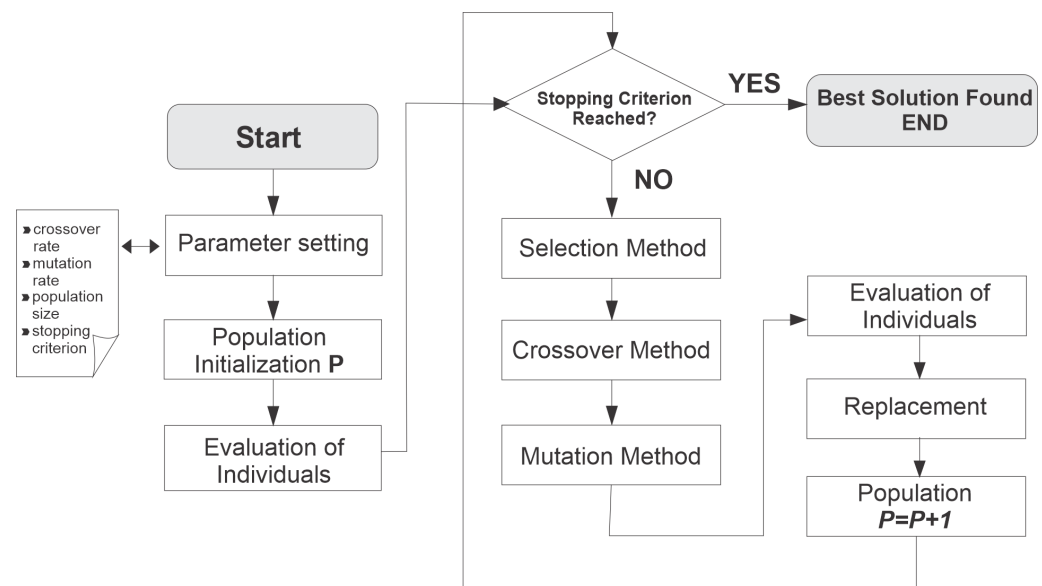 Start
Parameter setting
crossover
rate
mutation
rate
population
size
stopping
criterion
Population
Initialization P
Evaluation of
Individuals
Stopping Criterion
Reached?
YES
Best Solution Found
END
NO
Selection Method
Crossover Method
Mutation Method
Evaluation of
Individuals
Replacement
Population
P=P+1